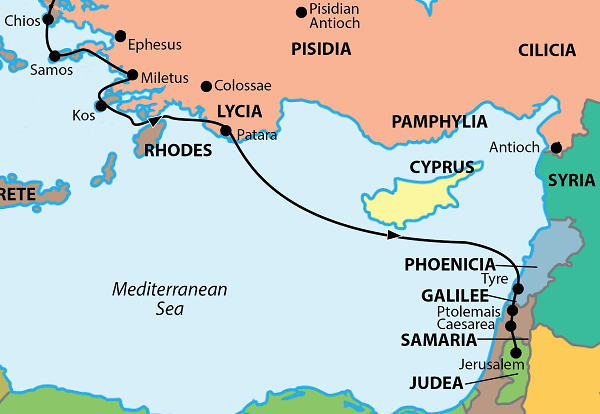 Chios
Pisidian
Antioch
Ephesus
PISIDIA
CILICIA
Samos
Miletus
Colossae
Kos
LYCIA
PAMPHYLIA
Patara
RHODES
Antioch
CYPRUS
SYRIA
RETE
PHOENICIA
Tyre
Mediterranean
Sea
GALILEE
Ptolemais
Caesarea
SAMARIA
Jerusalem
JUDEA